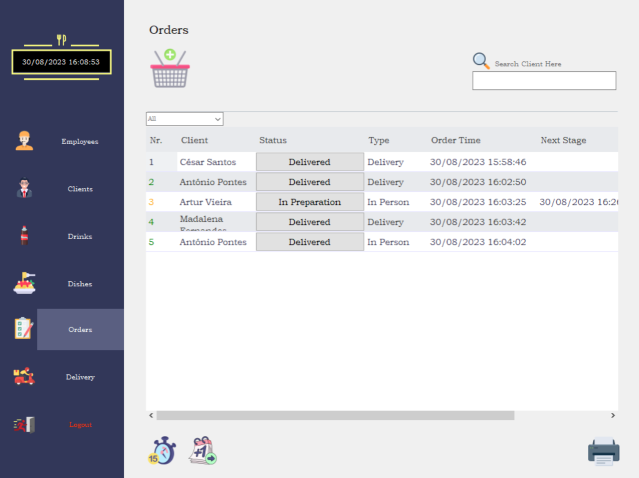 Orders
30/08/2023 16:08:53
Search Client Here
All
Nr. Client Status Type Order Time Next Stage
1 César Santos Delivered Delivery 30/08/2023 15:58:46
2 António Pontes Delivered Delivery 30/08/2023 16:02:50
3 Artur Vieira In Preparation In Person 30/08/2023 16:03:25 30/08/2023 16:2
4 Madalena Fernandes Delivered Delivery 30/08/2023 16:03:42
5 António Pontes Delivered In Person 30/08/2023 16:04:02
Employees
Clients
Drinks
Dishes
Orders
Delivery
Logout
15
+1